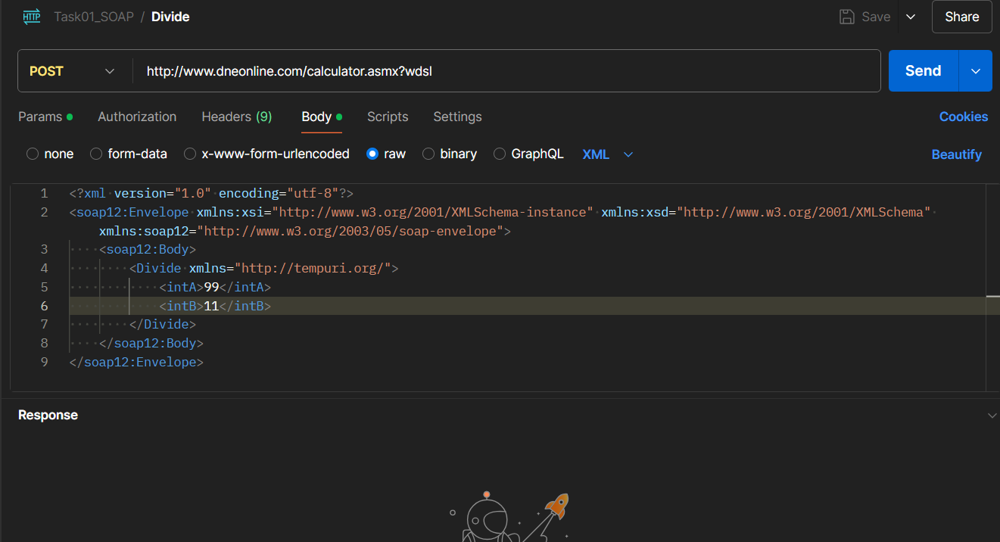 HTTP Task01_SOAP / Divide Save Share
POST http://www.dneonline.com/calculator.asmx?wdsl Send
Params Authorization Headers (9) Body Scripts Settings Cookies
none form-data x-www-form-urlencoded raw binary GraphQL XML Beautify
1 <?xml version="1.0" encoding="utf-8"?>
2 <soap12:Envelope xmlns:xsi="http://www.w3.org/2001/XMLSchema-instance" xmlns:xsd="http://www.w3.org/2001/XMLSchema"
xmlns:soap12="http://www.w3.org/2003/05/soap-envelope">
3 <soap12:Body>
4 <Divide xmlns="http://tempuri.org/">
5 <intA>99</intA>
6 <intB>11</intB>
7 </Divide>
8 </soap12:Body>
9 </soap12:Envelope>
Response